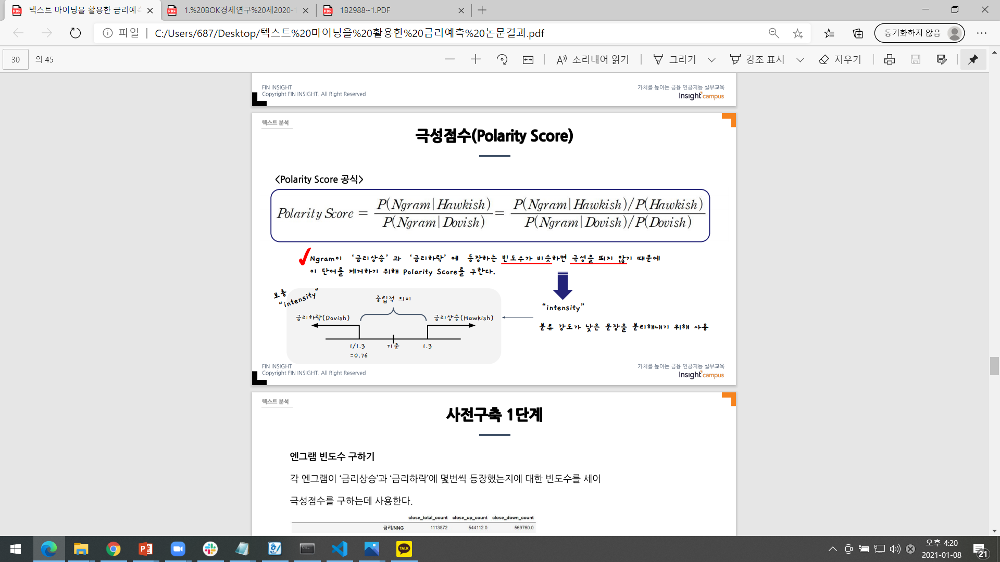 텍스트 마이닝을 활용한 금리예측
1.%20BOK경제연구%20제2020-1
1B2988~1.PDF
파일
C:/Users/687/Desktop/텍스트%20마이닝을%20활용한%20금리예측%20논문결과.pdf
동기화하지 않음
30 의 45
소리내어 읽기
그리기
강조 표시
지우기
FIN INSIGHT
Copyright FIN INSIGHT. All Right Reserved
가치를 높이는 금융 인공지능 실무교육
Insight campus
텍스트 분석
극성점수(Polarity Score)
<Polarity Score 공식>
Polarity Score = P(Ngram|Hawkish) / P(Ngram|Dovish) = P(Ngram|Hawkish)/P(Hawkish) / P(Ngram|Dovish)/P(Dovish)
Ngram이 ‘금리상승’과 ‘금리하락’에 등장하는 빈도수가 비슷하면 극성을 띄지 않기 때문에
이 단어를 제거하기 위해 Polarity Score를 구한다.
보충
“intensity”
중립적 의미
금리하락(Dovish)
금리상승(Hawkish)
1/1.3
=0.76
기준
1.3
“intensity”
분류 강도가 낮은 문장을 분리해내기 위해 사용
FIN INSIGHT
Copyright FIN INSIGHT. All Right Reserved
가치를 높이는 금융 인공지능 실무교육
Insight campus
텍스트 분석
사전구축 1단계
엔그램 빈도수 구하기
각 엔그램이 ‘금리상승’과 ‘금리하락’에 몇번씩 등장했는지에 대한 빈도수를 세어
극성점수를 구하는데 사용한다.
close_total_count close_up_count close_down_count
금리/NNG 1113872 544112.0 569760.0
TALK
오후 4:20
2021-01-08
21